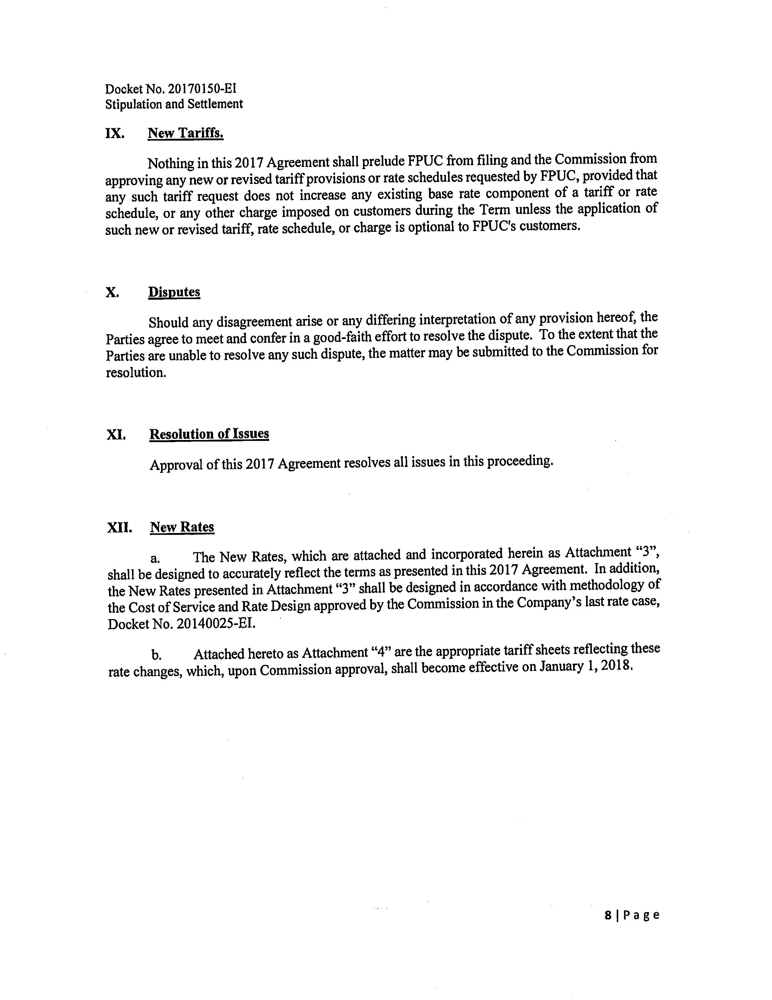 Docket No. 20170150-EI
Stipulation and Settlement
IX. New Tariffs.
Nothing in this 2017 Agreement shall prelude FPUC from filing and the Commission from
approving any new or revised tariff provisions or rate schedules requested by FPUC, provided that
any such tariff request does not increase any existing base rate component of a tariff or rate
schedule, or any other charge imposed on customers during the Term unless the application of
such new or revised tariff, rate schedule, or charge is optional to FPUC's customers.
X. Disputes
Should any disagreement arise or any differing interpretation of any provision hereof, the
Parties agree to meet and confer in a good-faith effort to resolve the dispute. To the extent that the
Parties are unable to resolve any such dispute, the matter may be submitted to the Commission for
resolution.
XI. Resolution of Issues
Approval of this 2017 Agreement resolves all issues in this proceeding.
XII. New Rates
a. The New Rates, which are attached and incorporated herein as Attachment “3”,
shall be designed to accurately reflect the terms as presented in this 2017 Agreement. In addition,
the New Rates presented in Attachment “3” shall be designed in accordance with methodology of
the Cost of Service and Rate Design approved by the Commission in the Company’s last rate case,
Docket No. 20140025-EI.
b. Attached hereto as Attachment “4” are the appropriate tariff sheets reflecting these
rate changes, which, upon Commission approval, shall become effective on January 1, 2018.
8 | Page